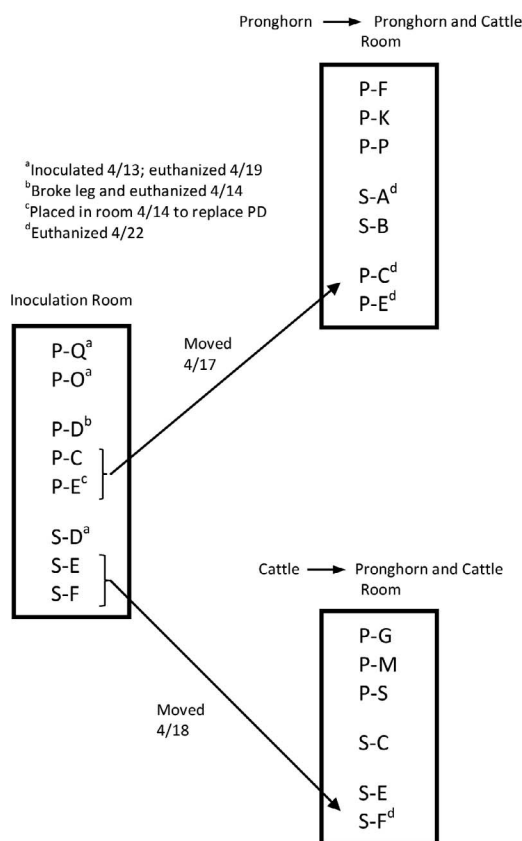 Pronghorn → Pronghorn and Cattle
Room
P-F
P-K
P-P
S-Aᵈ
S-B
P-Cᵈ
P-Eᵈ
ᵃInoculated 4/13; euthanized 4/19
ᵇBroke leg and euthanized 4/14
ᶜPlaced in room 4/14 to replace PD
ᵈEuthanized 4/22
Inoculation Room
P-Qᵃ
P-Oᵃ
P-Dᵇ
P-C
P-Eᶜ
S-Dᵃ
S-E
S-F
Moved
4/17
Cattle → Pronghorn and Cattle
Room
P-G
P-M
P-S
S-C
S-E
S-Fᵈ
Moved
4/18